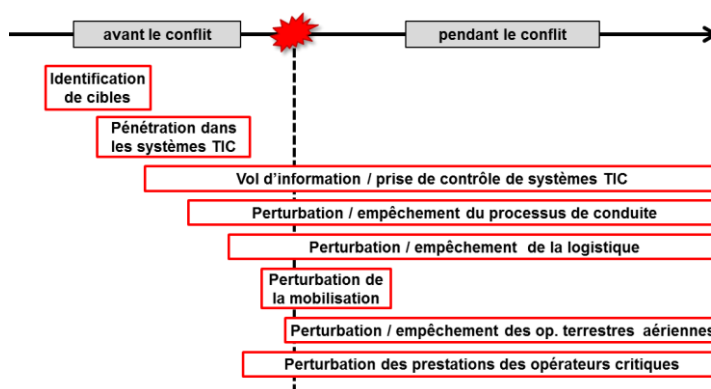 avant le conflit
pendant le conflit
Identification
de cibles
Pénétration dans
les systèmes TIC
Vol d'information / prise de contrôle de systèmes TIC
Perturbation / empêchement du processus de conduite
Perturbation / empêchement de la logistique
Perturbation de
la mobilisation
Perturbation / empêchement des op. terrestres aériennes
Perturbation des prestations des opérateurs critiques